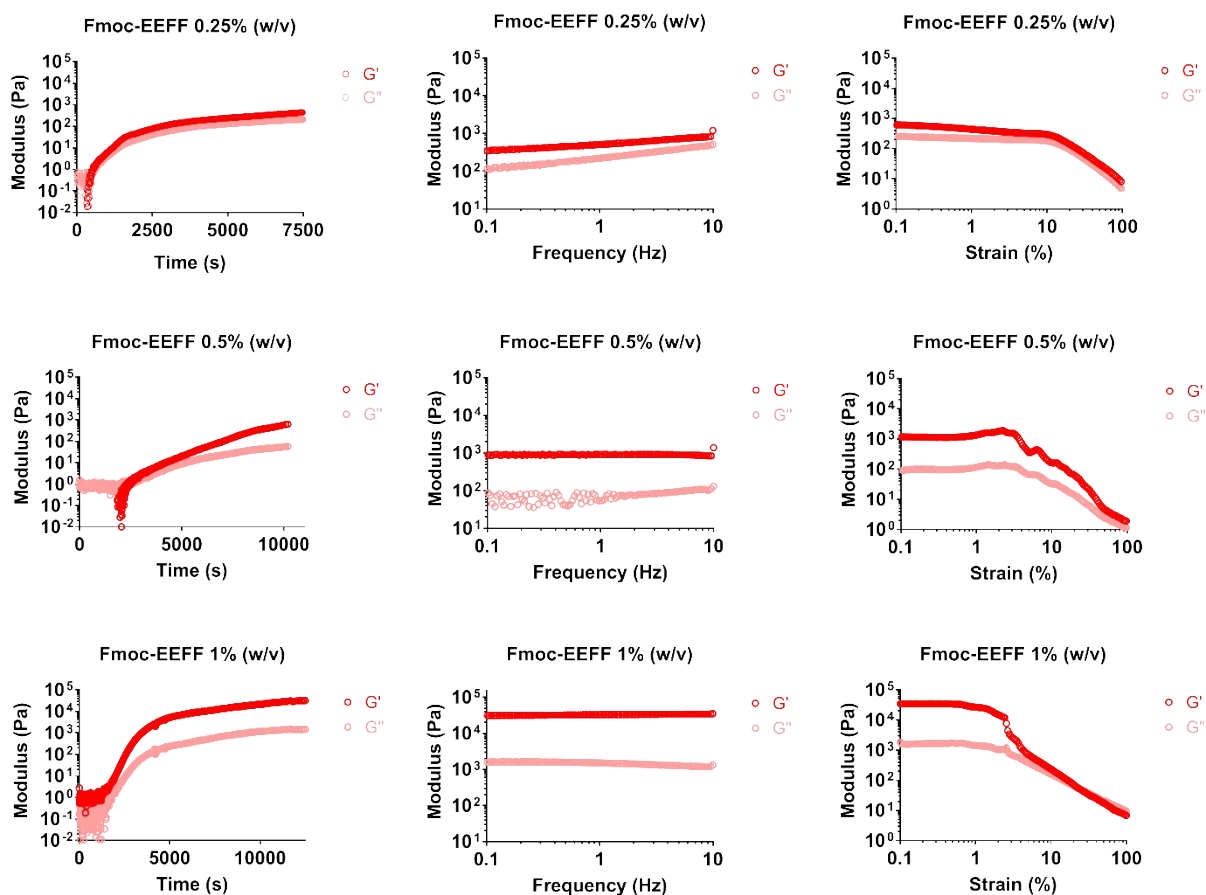 Fmoc-EEFF 0.25% (w/v)
Modulus (Pa)
10^5
10^4
10^3
10^2
10^1
10^0
10^-1
10^-2
0
2500
5000
7500
Time (s)
G'
G"
Fmoc-EEFF 0.25% (w/v)
Modulus (Pa)
10^5
10^4
10^3
10^2
10^1
0.1
1
10
Frequency (Hz)
G'
G"
Fmoc-EEFF 0.25% (w/v)
Modulus (Pa)
10^5
10^4
10^3
10^2
10^1
10^0
0.1
1
10
100
Strain (%)
G'
G"
Fmoc-EEFF 0.5% (w/v)
Modulus (Pa)
10^5
10^4
10^3
10^2
10^1
10^0
10^-1
10^-2
0
5000
10000
Time (s)
G'
G"
Fmoc-EEFF 0.5% (w/v)
Modulus (Pa)
10^5
10^4
10^3
10^2
10^1
0.1
1
10
Frequency (Hz)
G'
G"
Fmoc-EEFF 0.5% (w/v)
Modulus (Pa)
10^5
10^4
10^3
10^2
10^1
10^0
0.1
1
10
100
Strain (%)
G'
G"
Fmoc-EEFF 1% (w/v)
Modulus (Pa)
10^5
10^4
10^3
10^2
10^1
10^0
10^-1
10^-2
0
5000
10000
Time (s)
G'
G"
Fmoc-EEFF 1% (w/v)
Modulus (Pa)
10^5
10^4
10^3
10^2
10^1
0.1
1
10
Frequency (Hz)
G'
G"
Fmoc-EEFF 1% (w/v)
Modulus (Pa)
10^5
10^4
10^3
10^2
10^1
10^0
0.1
1
10
100
Strain (%)
G'
G"